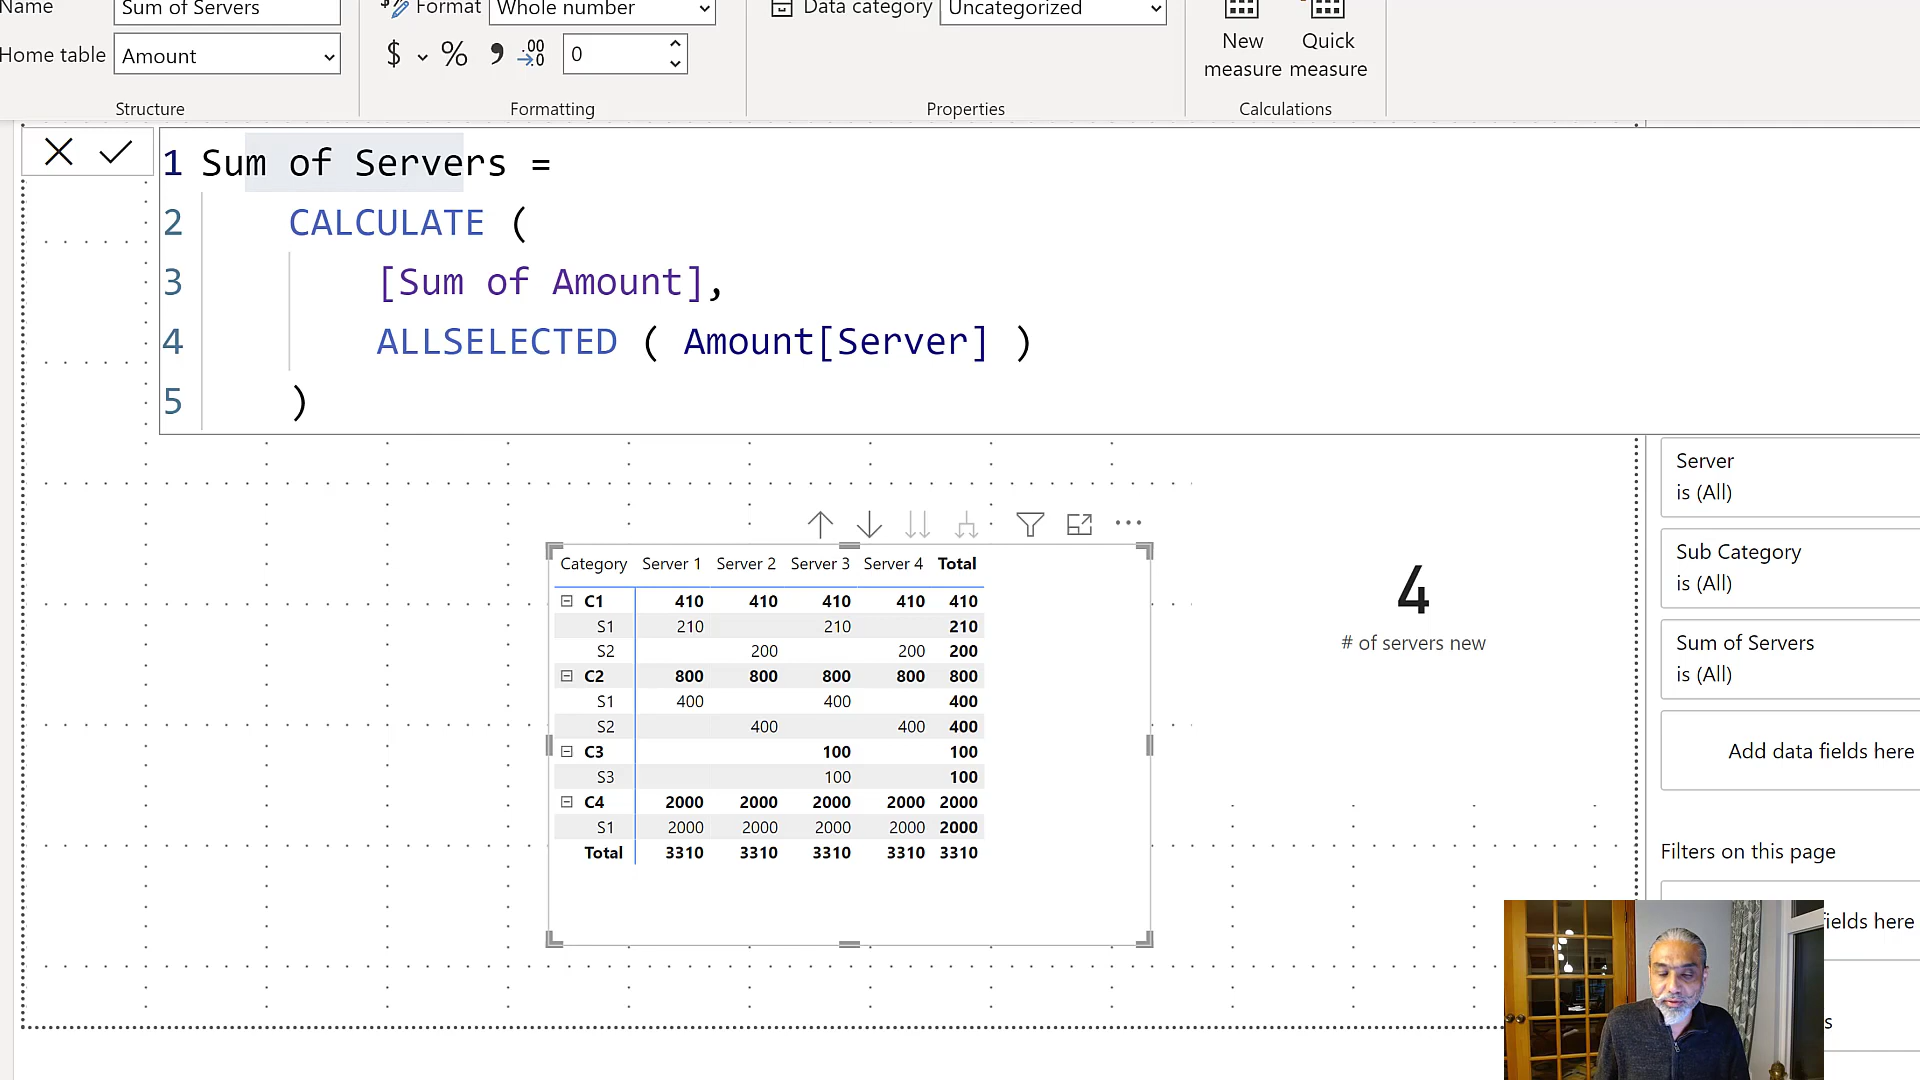 Name Sum of Servers
Format Whole number
Data category Uncategorized
Home table Amount
$ % 9 .00 .0 0
New measure
Quick measure
Structure
Formatting
Properties
Calculations
1 Sum of Servers =
2 CALCULATE (
3 [Sum of Amount],
4 ALLSELECTED ( Amount[Server] )
5 )
Category Server 1 Server 2 Server 3 Server 4 Total
C1 410 410 410 410 410
S1 210 210 210
S2 200 200 200
C2 800 800 800 800 800
S1 400 400 400
S2 400 400 400
C3 100 100
S3 100 100
C4 2000 2000 2000 2000 2000
S1 2000 2000 2000 2000 2000
Total 3310 3310 3310 3310 3310
4
# of servers new
Server
is (All)
Sub Category
is (All)
Sum of Servers
is (All)
Add data fields here
Filters on this page
fields here
s